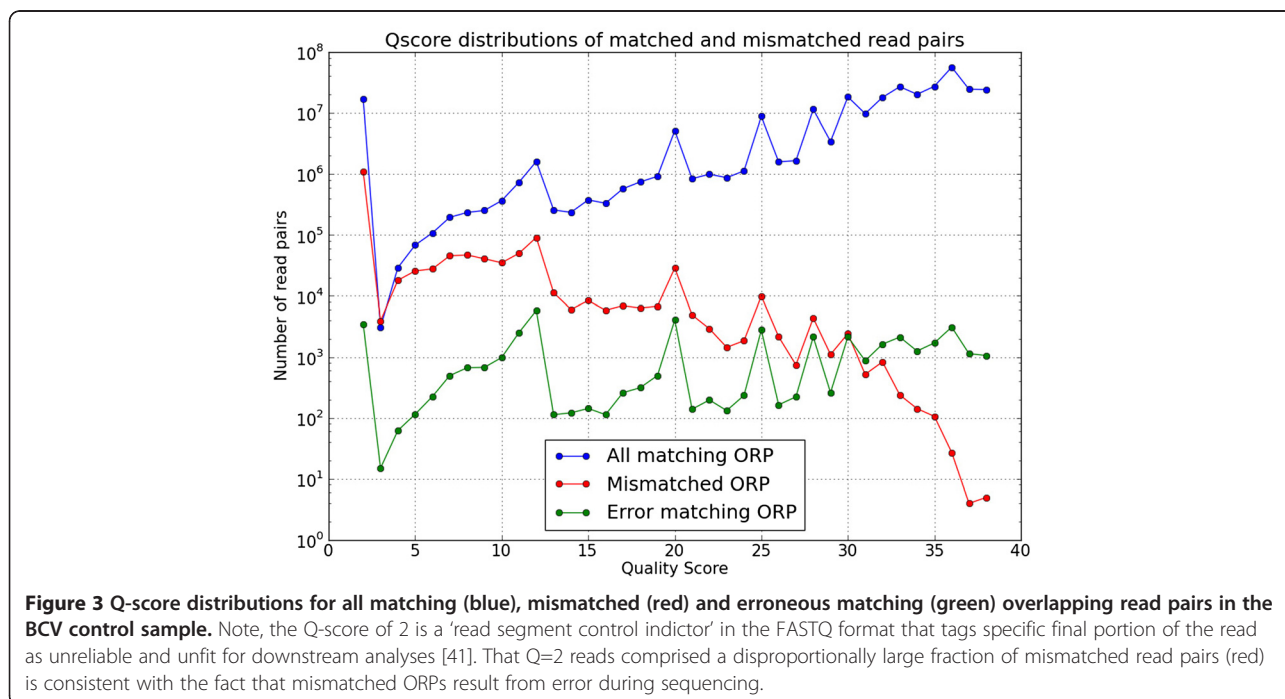 Qscore distributions of matched and mismatched read pairs
10^8
10^7
10^6
10^5
10^4
10^3
10^2
10^1
10^0
Number of read pairs
All matching ORP
Mismatched ORP
Error matching ORP
0 5 10 15 20 25 30 35 40
Quality Score
Figure 3 Q-score distributions for all matching (blue), mismatched (red) and erroneous matching (green) overlapping read pairs in the
BCV control sample. Note, the Q-score of 2 is a ‘read segment control indictor’ in the FASTQ format that tags specific final portion of the read
as unreliable and unfit for downstream analyses [41]. That Q=2 reads comprised a disproportionally large fraction of mismatched read pairs (red)
is consistent with the fact that mismatched ORPs result from error during sequencing.